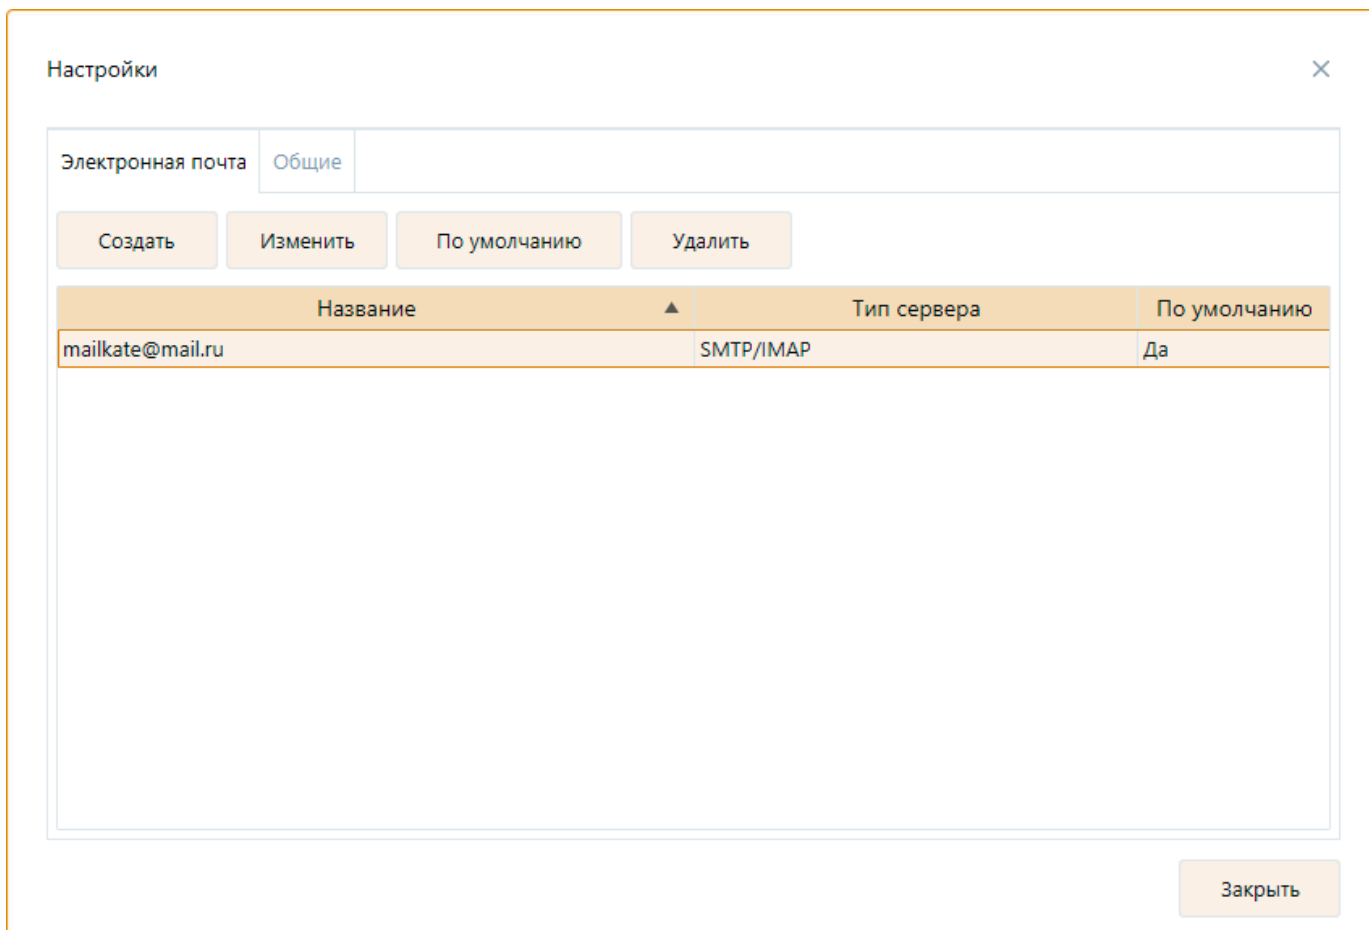 Настройки
Электронная почта Общие
Создать Изменить По умолчанию Удалить
Название Тип сервера По умолчанию
mailkate@mail.ru SMTP/IMAP Да
Закрыть